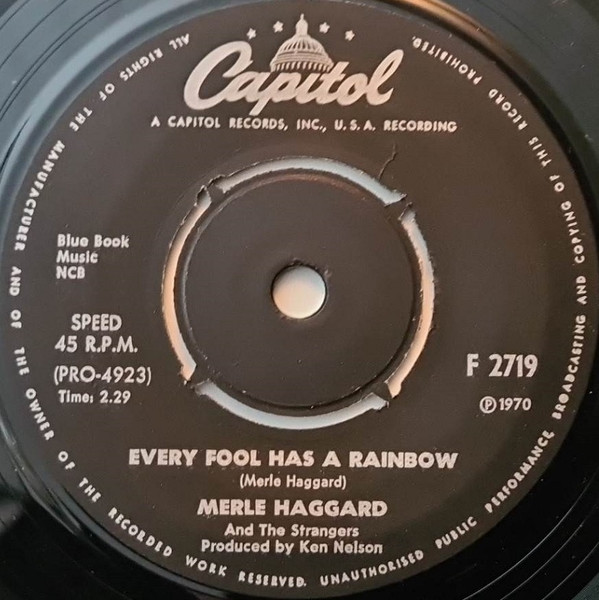 Capitol
A CAPITOL RECORDS, INC., U.S.A. RECORDING
Blue Book
Music
NCB
SPEED
45 R.P.M.
(PRO-4923)
Time: 2.29
F 2719
Ⓟ1970
EVERY FOOL HAS A RAINBOW
(Merle Haggard)
MERLE HAGGARD
And The Strangers
Produced by Ken Nelson
ALL RIGHTS OF THE MANUFACTURER AND OF THE OWNER OF THE RECORDED WORK RESERVED. UNAUTHORISED PUBLIC PERFORMANCE BROADCASTING AND COPYING OF THIS RECORD PROHIBITED.